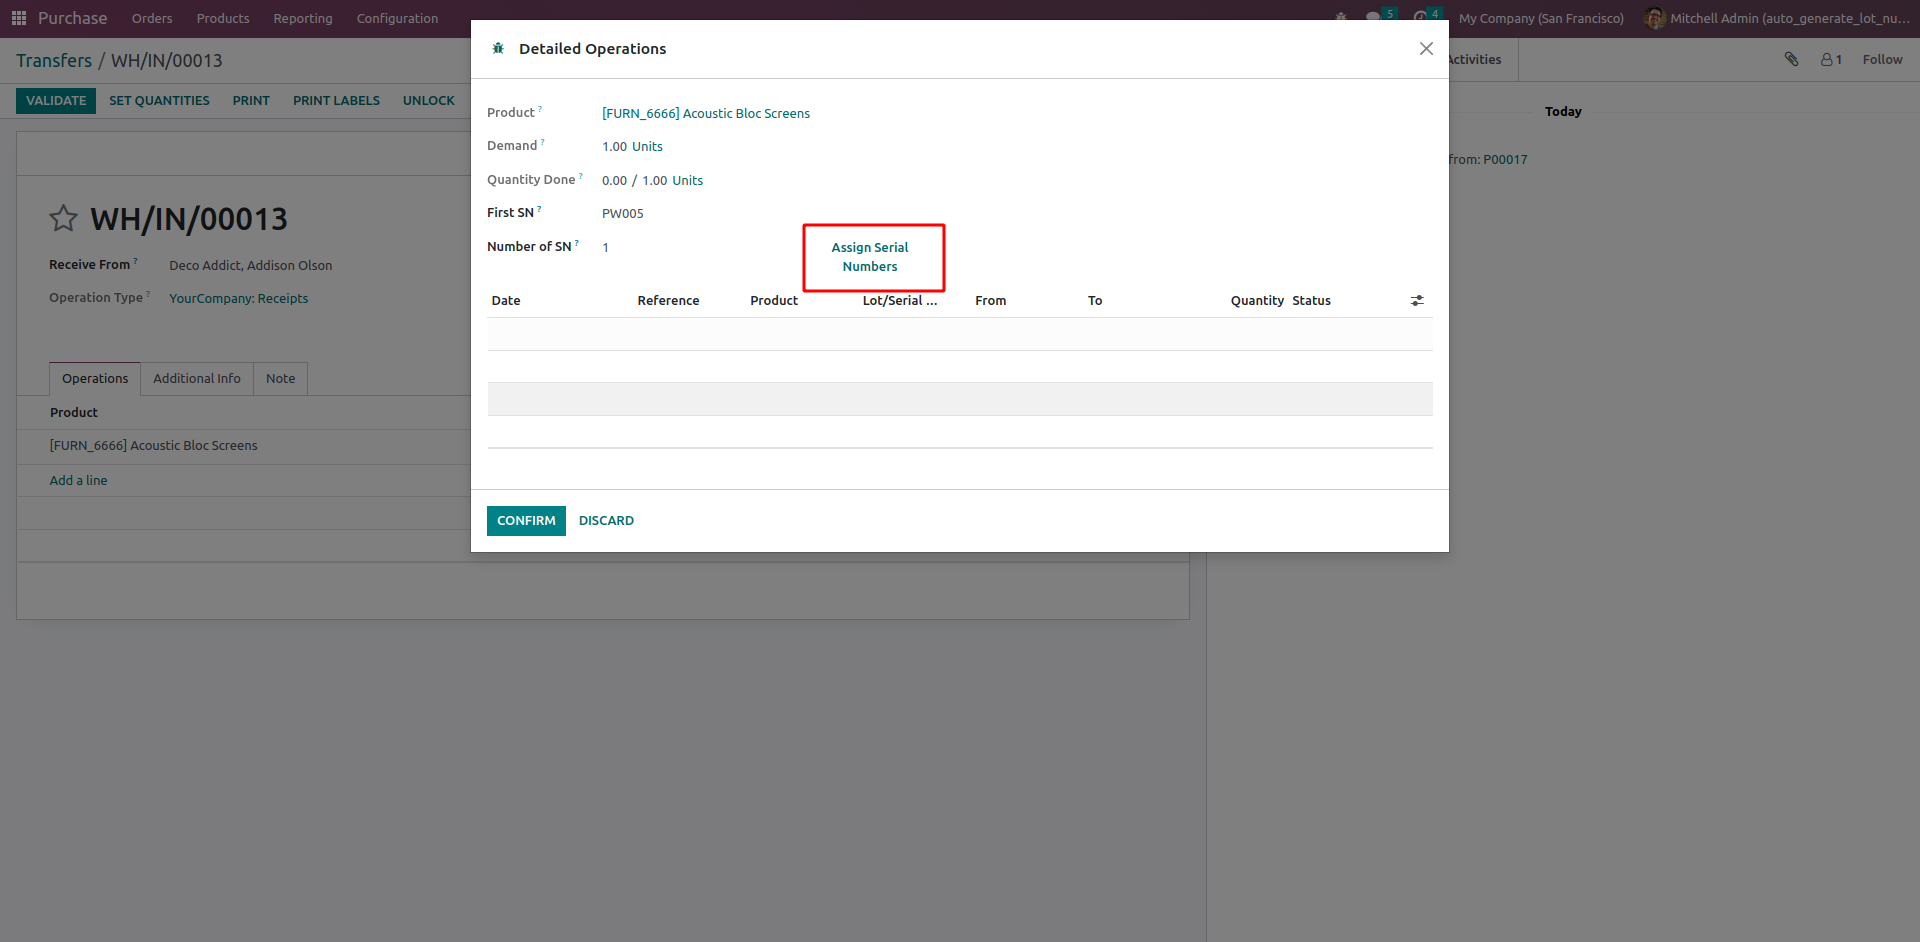 Purchase Orders Products Reporting Configuration 5 4 My Company (San Francisco) Mitchell Admin (auto_generate_lot_nu...
Transfers / WH/IN/00013
Activities 1 Follow
VALIDATE SET QUANTITIES PRINT PRINT LABELS UNLOCK
WH/IN/00013
Receive From ? Deco Addict, Addison Olson
Operation Type ? YourCompany: Receipts
Operations Additional Info Note
Product
[FURN_6666] Acoustic Bloc Screens
Add a line
Detailed Operations
Product ? [FURN_6666] Acoustic Bloc Screens
Demand ? 1.00 Units
Quantity Done ? 0.00 / 1.00 Units
First SN ? PW005
Number of SN ? 1
Assign Serial
Numbers
Date Reference Product Lot/Serial ... From To Quantity Status
CONFIRM DISCARD
Today
from: P00017